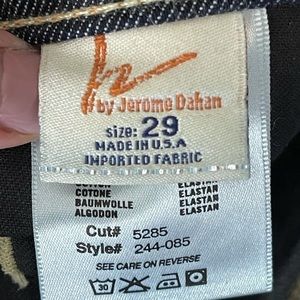 by Jerome Dahan
size: 29
MADE IN U.S.A
IMPORTED FABRIC
COTTON ELASTAN
COTONE ELASTAN
BAUMWOLLE ELASTAN
ALGODON ELASTAN
Cut# 5285
Style# 244-085
SEE CARE ON REVERSE
30